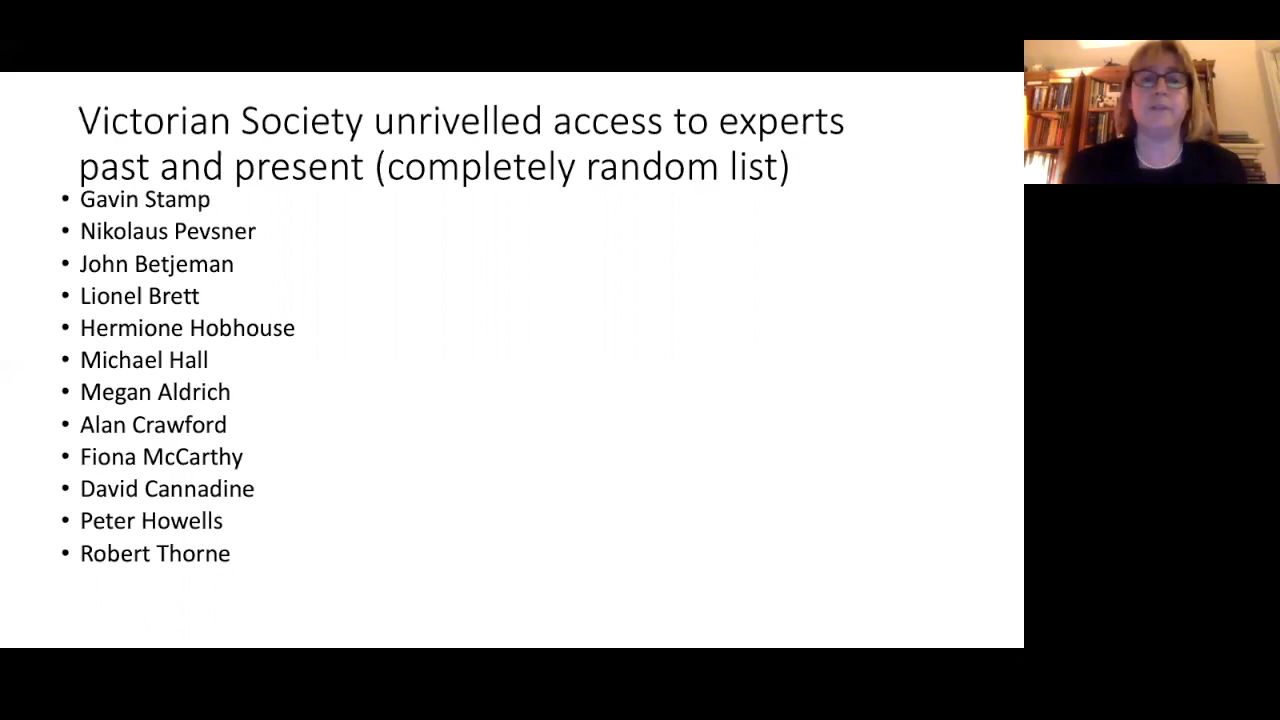 Victorian Society unrivelled access to experts
past and present (completely random list)
• Gavin Stamp
• Nikolaus Pevsner
• John Betjeman
• Lionel Brett
• Hermione Hobhouse
• Michael Hall
• Megan Aldrich
• Alan Crawford
• Fiona McCarthy
• David Cannadine
• Peter Howells
• Robert Thorne